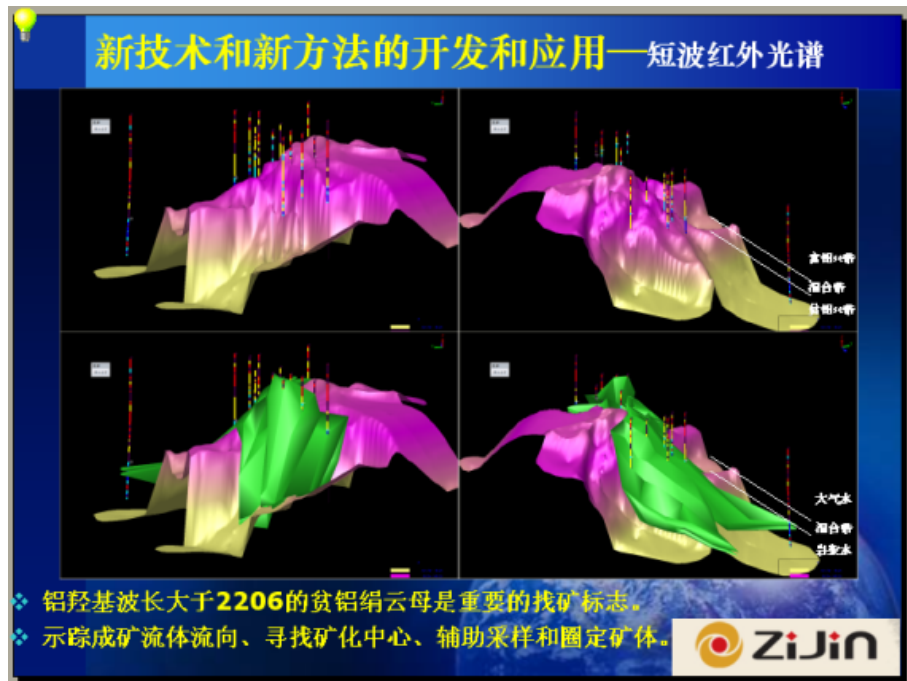 新技术和新方法的开发和应用—短波红外光谱
混合带
大气水
混合带
铝羟基波长大于2206的贫铝绢云母是重要的找矿标志。
示踪成矿流体流向、寻找矿化中心、辅助采样和圈定矿体。
ZiJin